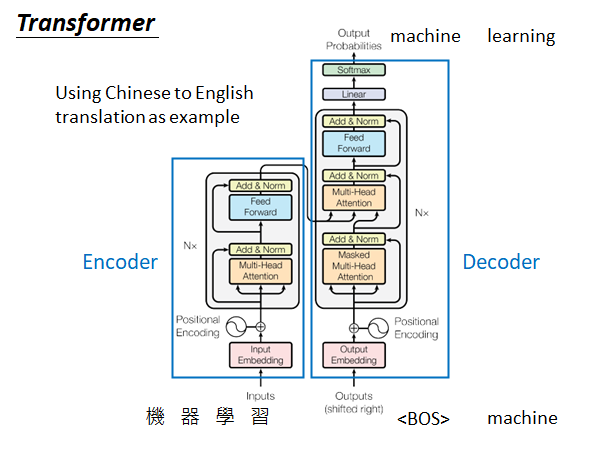 Transformer
Using Chinese to English
translation as example
Output
Probabilities
machine learning
Softmax
Linear
Add & Norm
Feed
Forward
Add & Norm
Multi-Head
Attention
Add & Norm
Masked
Multi-Head
Attention
Nx
Decoder
Positional
Encoding
Output
Embedding
Outputs
(shifted right)
<BOS> machine
Add & Norm
Feed
Forward
Add & Norm
Multi-Head
Attention
Nx
Encoder
Positional
Encoding
Input
Embedding
Inputs
機 器 學 習